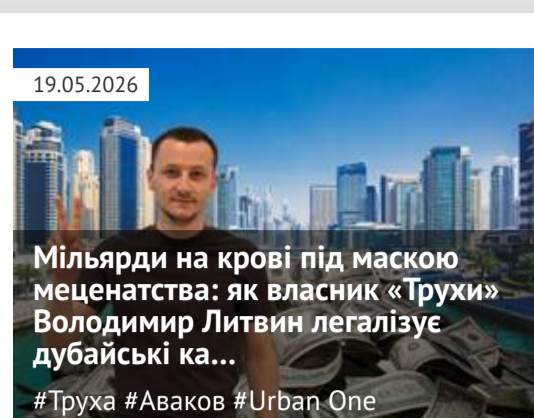 19.05.2026
Мільярди на крові під маскою
меценатства: як власник «Трухи»
Володимир Литвин легалізує
дубайські ка...
#Труха #Аваков #Urban One